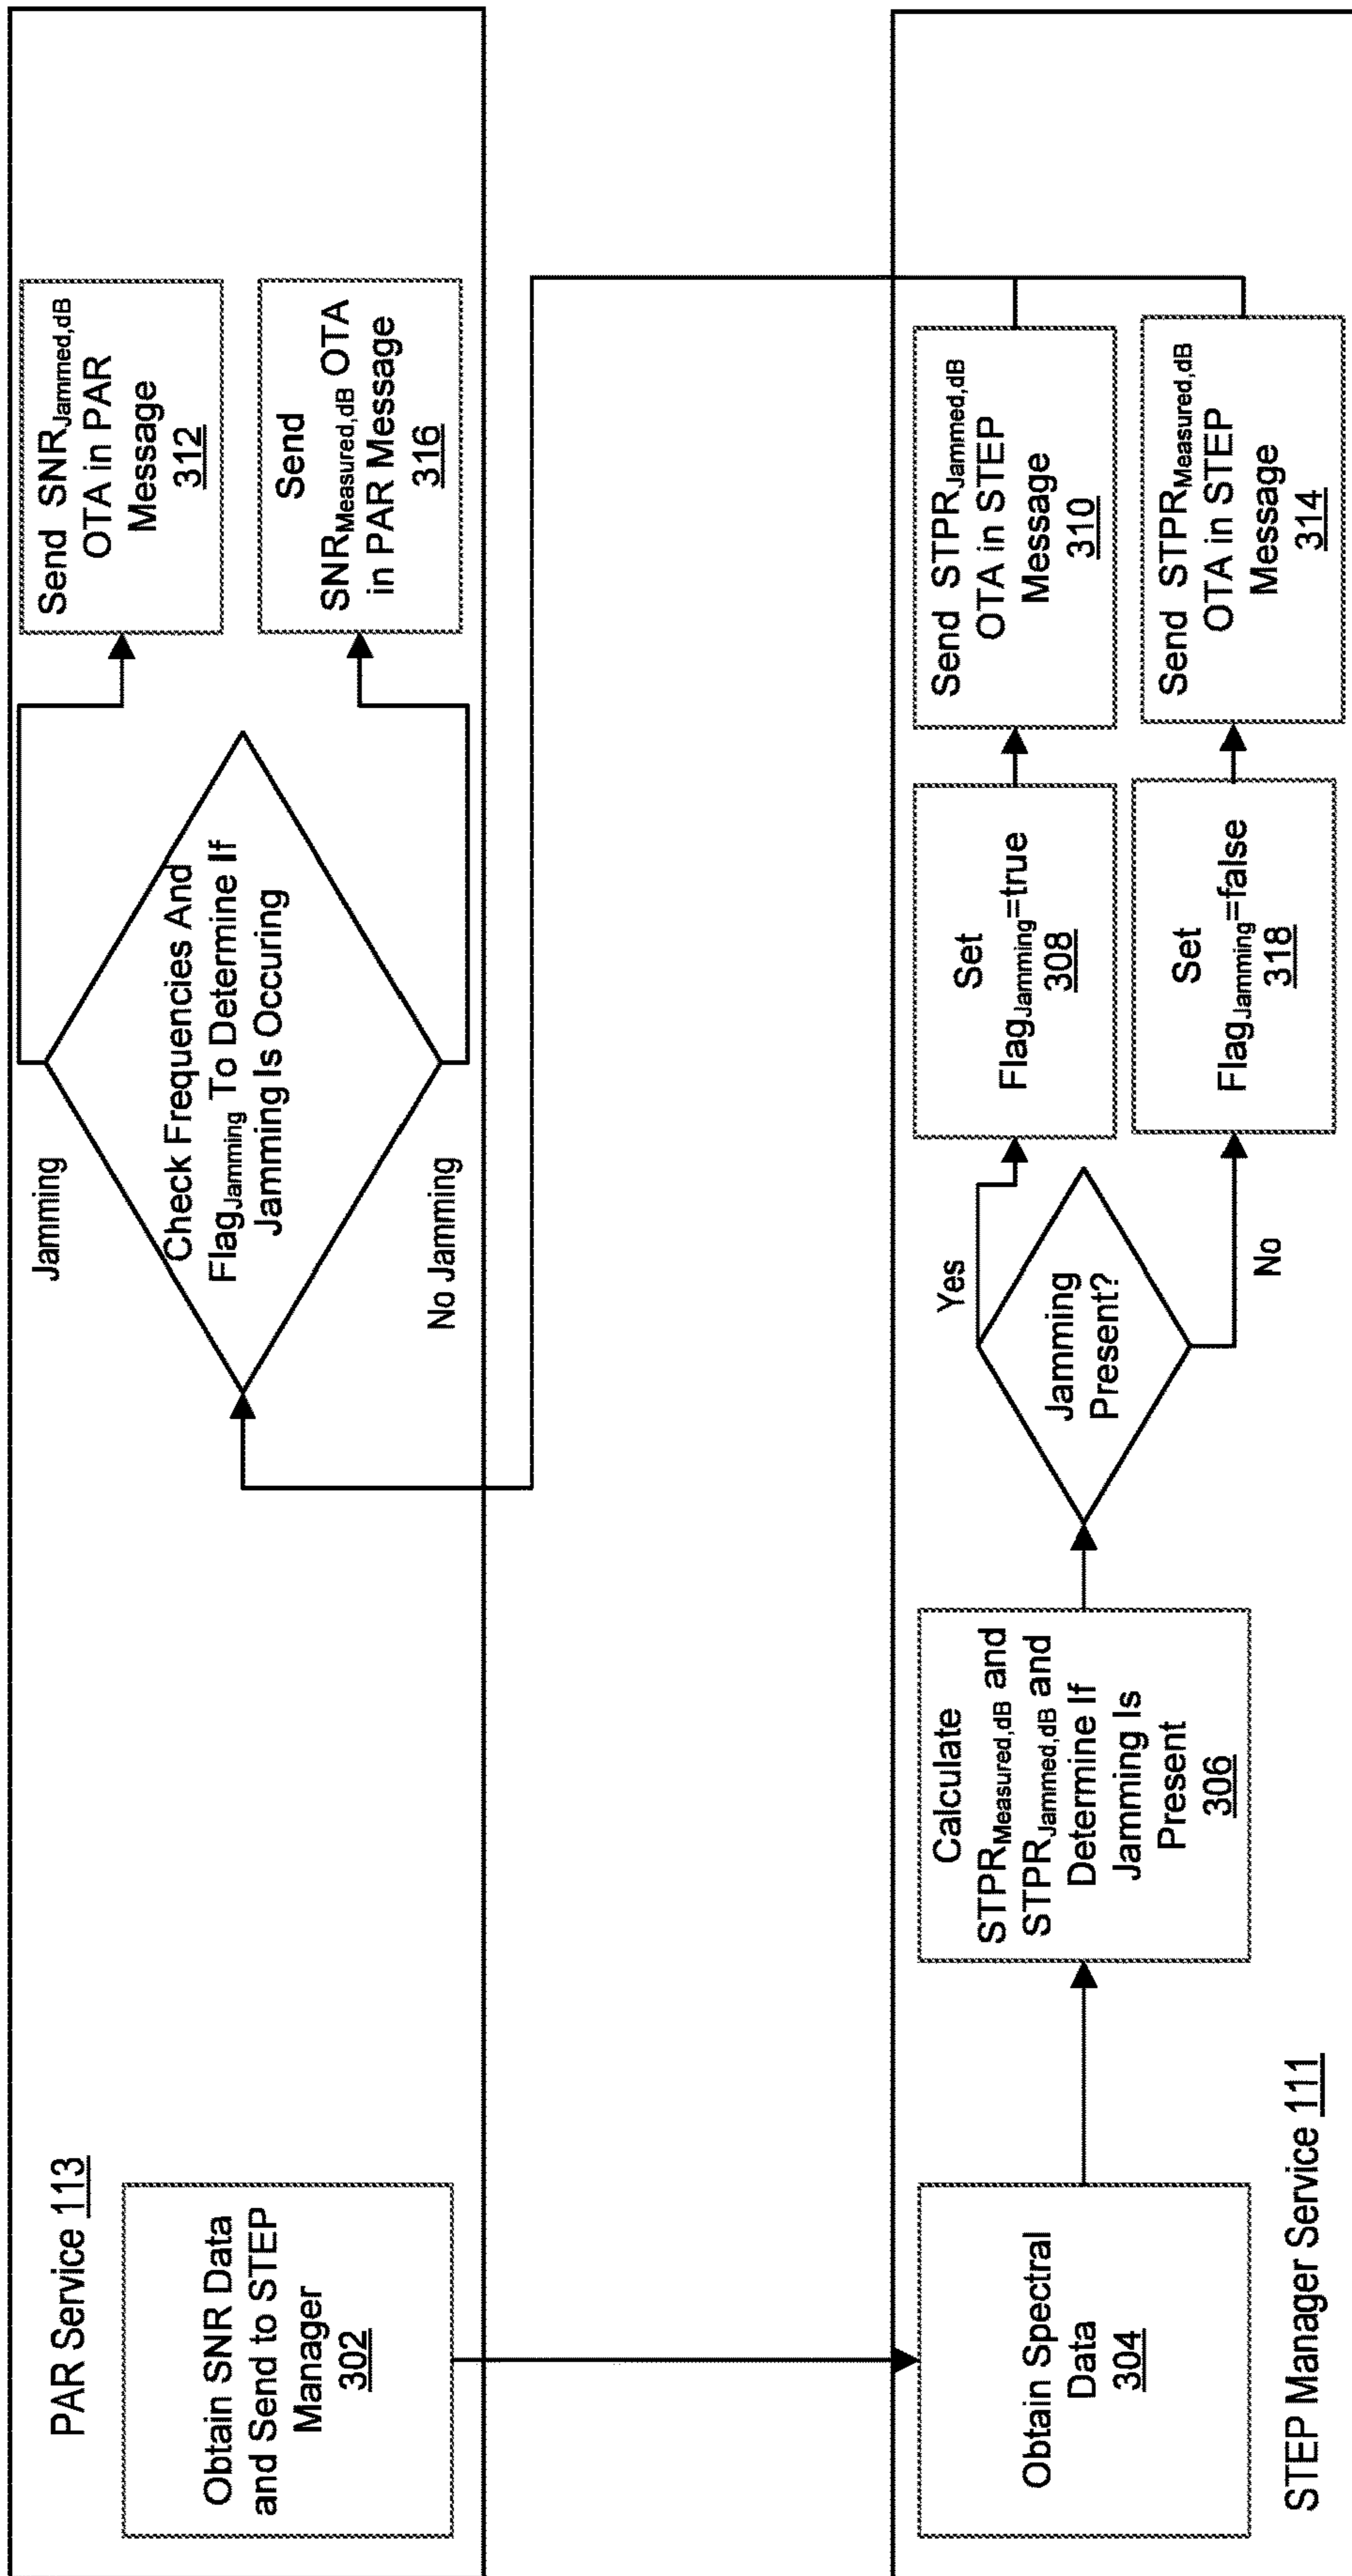 PAR Service 113
Obtain SNR Data
and Send to STEP
Manager
302
Jamming
Check Frequencies And
FlagJamming To Determine If
Jamming Is Occuring
No Jamming
Send SNRJammed,dB
OTA in PAR
Message
312
Send
SNRMeasured,dB OTA
in PAR Message
316
Obtain Spectral
Data
304
STEP Manager Service 111
Calculate
STPRMeasured,dB and
STPRJammed,dB and
Determine If
Jamming Is
Present
306
Jamming
Present?
Yes
No
Set
FlagJamming=true
308
Set
FlagJamming=false
318
Send STPRJammed,dB
OTA in STEP
Message
310
Send STPRMeasured,dB
OTA in STEP
Message
314